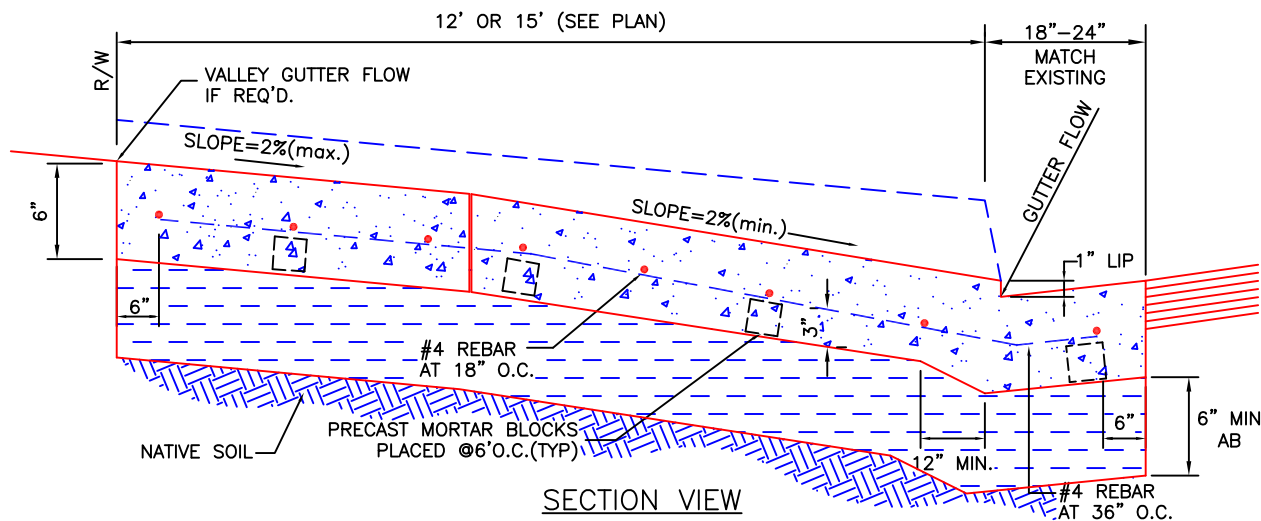 12' OR 15' (SEE PLAN)
18"-24"
MATCH
EXISTING
R/W
VALLEY GUTTER FLOW
IF REQ'D.
GUTTER FLOW
SLOPE=2%(max.)
SLOPE=2%(min.)
6"
1" LIP
6"
3"
#4 REBAR
AT 18" O.C.
NATIVE SOIL
PRECAST MORTAR BLOCKS
PLACED @6'O.C.(TYP)
12" MIN.
6"
6" MIN
AB
#4 REBAR
AT 36" O.C.
SECTION VIEW